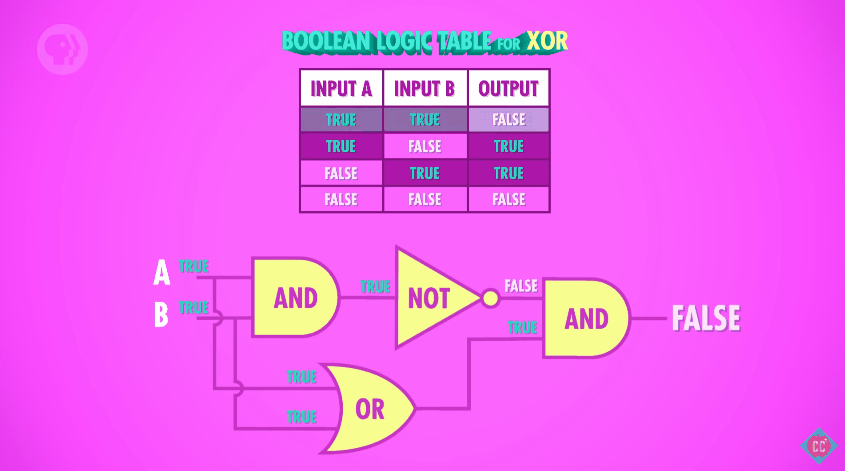 BOOLEAN LOGIC TABLE FOR XOR
INPUT A INPUT B OUTPUT
TRUE TRUE FALSE
TRUE FALSE TRUE
FALSE TRUE TRUE
FALSE FALSE FALSE
A TRUE
B TRUE
AND
TRUE
NOT
FALSE
TRUE
AND
FALSE
TRUE
TRUE
OR
CC